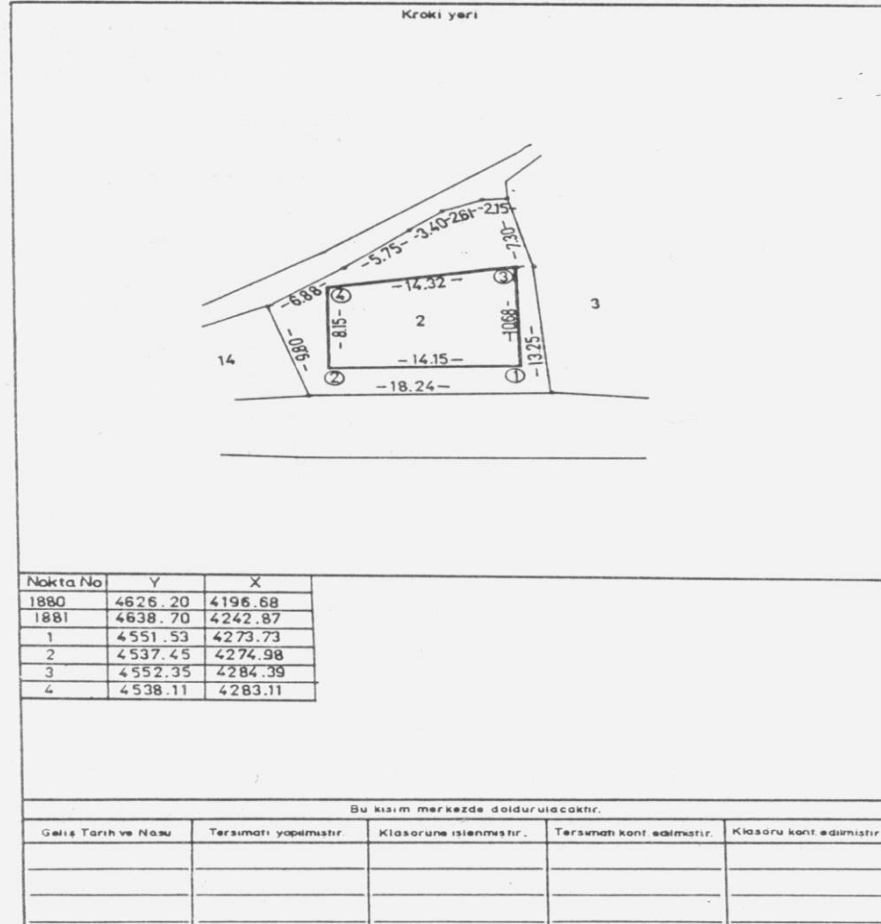 Kroki yeri
-2.15-
-2.61-
-3.40-
-5.75-
-7.30-
-6.88-
4
-14.32-
3
-8.15-
2
-10.68-
3
-9.80-
-14.15-
-13.25-
14
2
1
-18.24-
Nokta No Y X
1880 4626.20 4196.68
1881 4638.70 4242.87
1 4551.53 4273.73
2 4537.45 4274.98
3 4552.35 4284.39
4 4538.11 4283.11
Bu kısım merkezde doldurulacaktır.
Geliş Tarih ve Nosu Tersimatı yapılmıştır. Klasorune işlenmiştir. Tersimatı kont. edilmiştir. Klasoru kont. edilmiştir